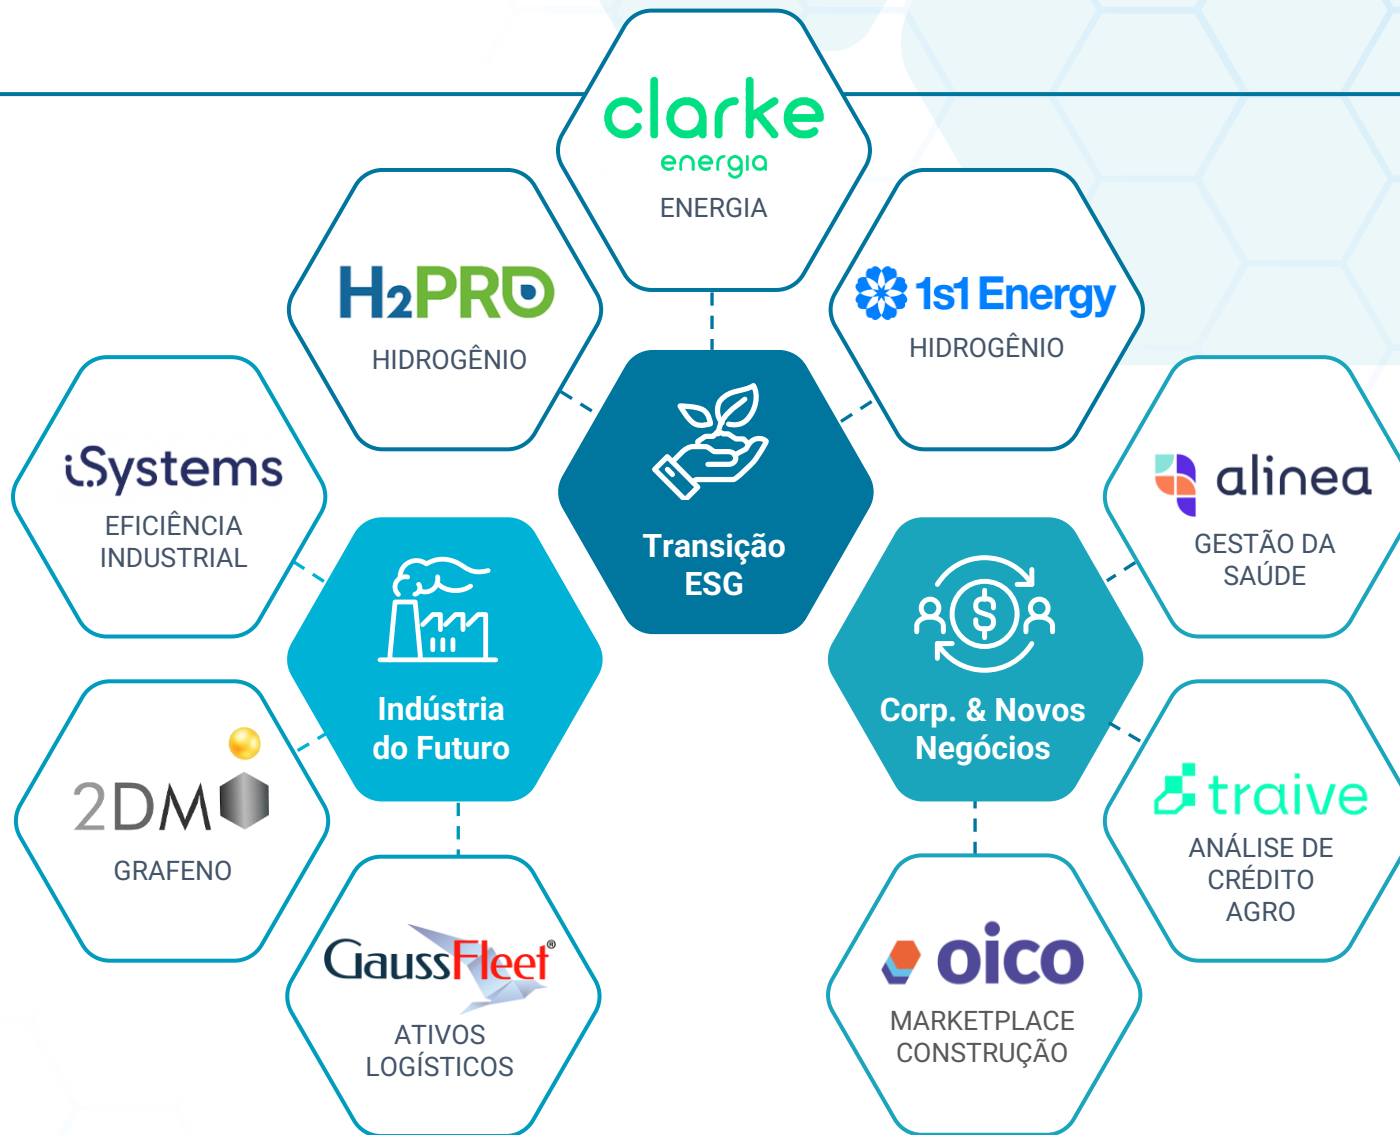 clarke
energia
ENERGIA
H2PRO
HIDROGÊNIO
1s1 Energy
HIDROGÊNIO
Transição
ESG
iSystems
EFICIÊNCIA
INDUSTRIAL
2DM
GRAFENO
GaussFleet®
ATIVOS
LOGÍSTICOS
Indústria
do Futuro
$
Corp. & Novos
Negócios
alinea
GESTÃO DA
SAÚDE
traive
ANÁLISE DE
CRÉDITO
AGRO
oico
MARKETPLACE
CONSTRUÇÃO